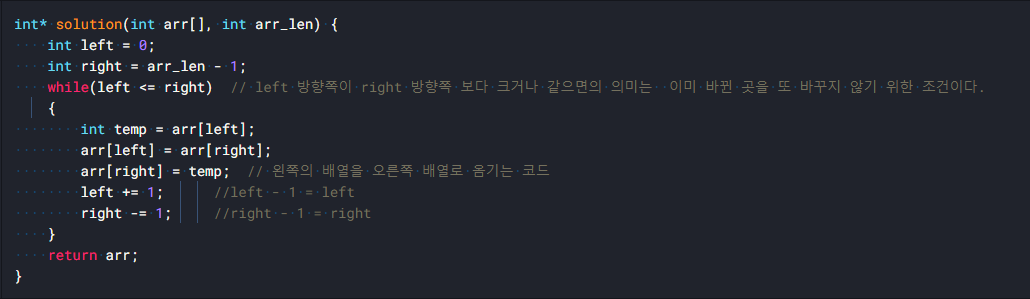 int* solution(int arr[], int arr_len) {
    int left = 0;
    int right = arr_len - 1;
    while(left <= right)  // left 방향쪽이 right 방향쪽 보다 크거나 같으면의 의미는  이미 바뀐 곳을 또 바꾸지 않기 위한 조건이다.
    {
        int temp = arr[left];
        arr[left] = arr[right];
        arr[right] = temp;  // 왼쪽의 배열을 오른쪽 배열로 옮기는 코드
        left += 1;      //left - 1 = left
        right -= 1;     //right - 1 = right
    }
    return arr;
}